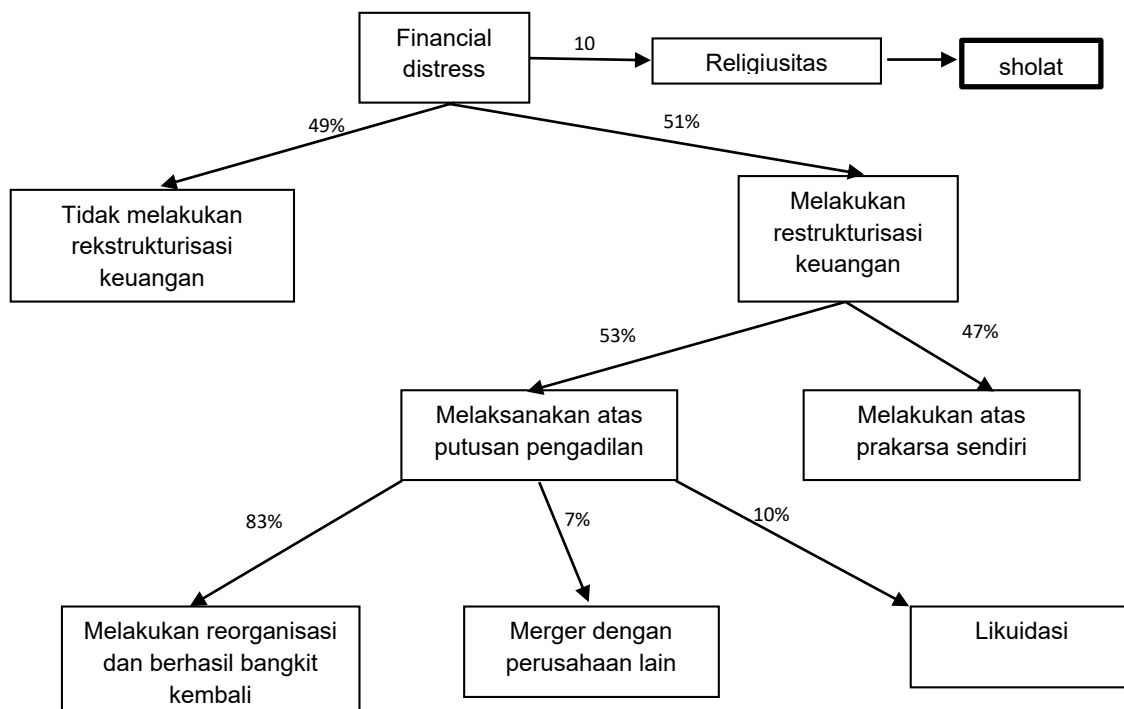 Financial
distress
10
Religiusitas
sholat
49%
51%
Tidak melakukan
rekstrukturisasi
keuangan
Melakukan
restrukturisasi
keuangan
53%
47%
Melaksanakan atas
putusan pengadilan
Melakukan atas
prakarsa sendiri
83%
7%
10%
Melakukan reorganisasi
dan berhasil bangkit
kembali
Merger dengan
perusahaan lain
Likuidasi